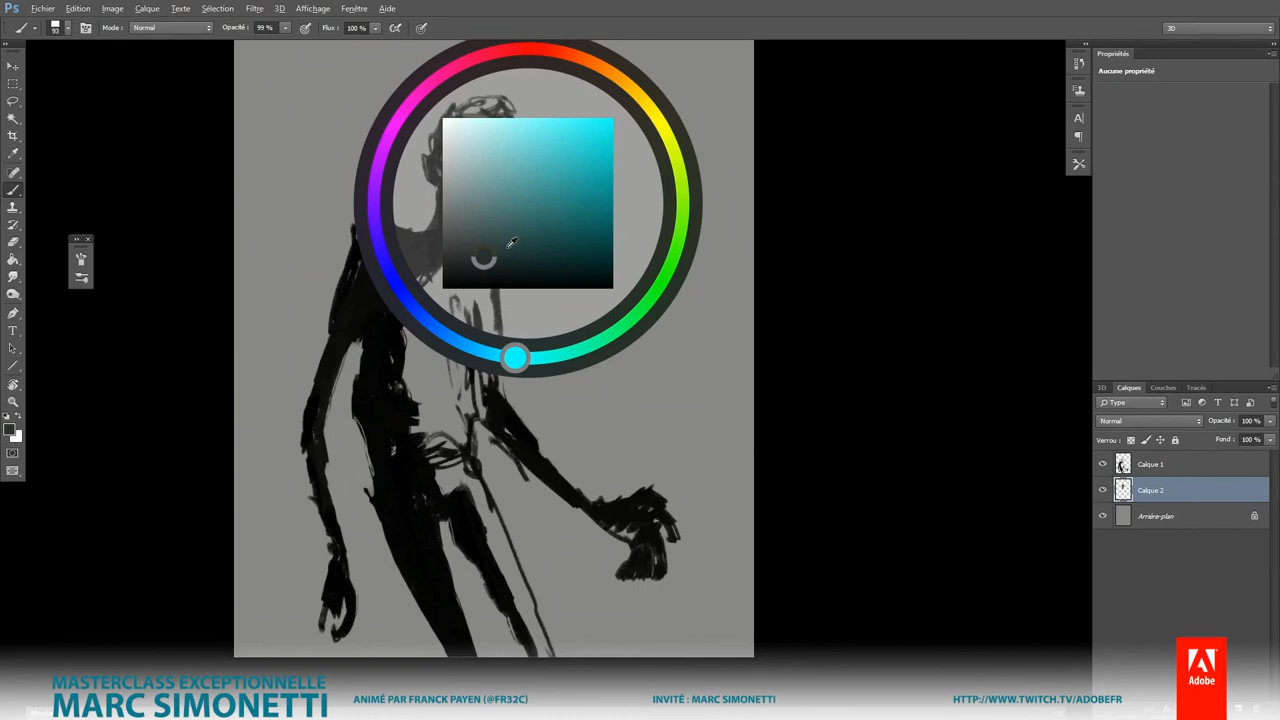 Ps Fichier Edition Image Calque Texte Sélection Filtre 3D Affichage Fenêtre Aide
93 Mode : Normal Opacité : 99 % Flux : 100 % 3D
Propriétés
Aucune propriété
3D Calques Couches Tracés
Type
Normal Opacité : 100 %
Verrou : Fond : 100 %
Calque 1
Calque 2
Arrière-plan
MASTERCLASS EXCEPTIONNELLE
MARC SIMONETTI
ANIMÉ PAR FRANCK PAYEN (@FR32C) INVITÉ : MARC SIMONETTI HTTP://WWW.TWITCH.TV/ADOBEFR
Adobe